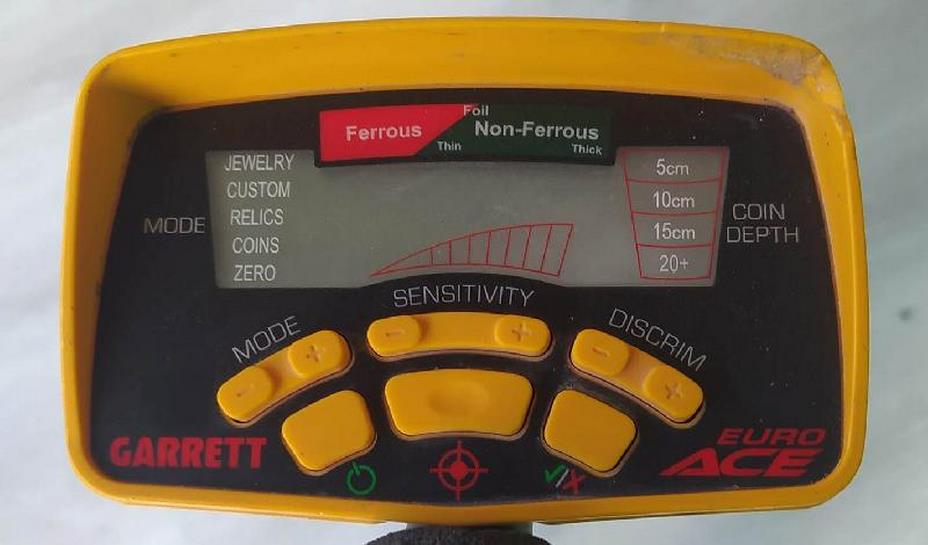 Foil
Ferrous Non-Ferrous
Thin Thick
MODE
JEWELRY
CUSTOM
RELICS
COINS
ZERO
5cm
10cm
15cm
20+
COIN
DEPTH
SENSITIVITY
MODE
DISCRIM
- +
- +
- +
GARRETT
EURO
ACE